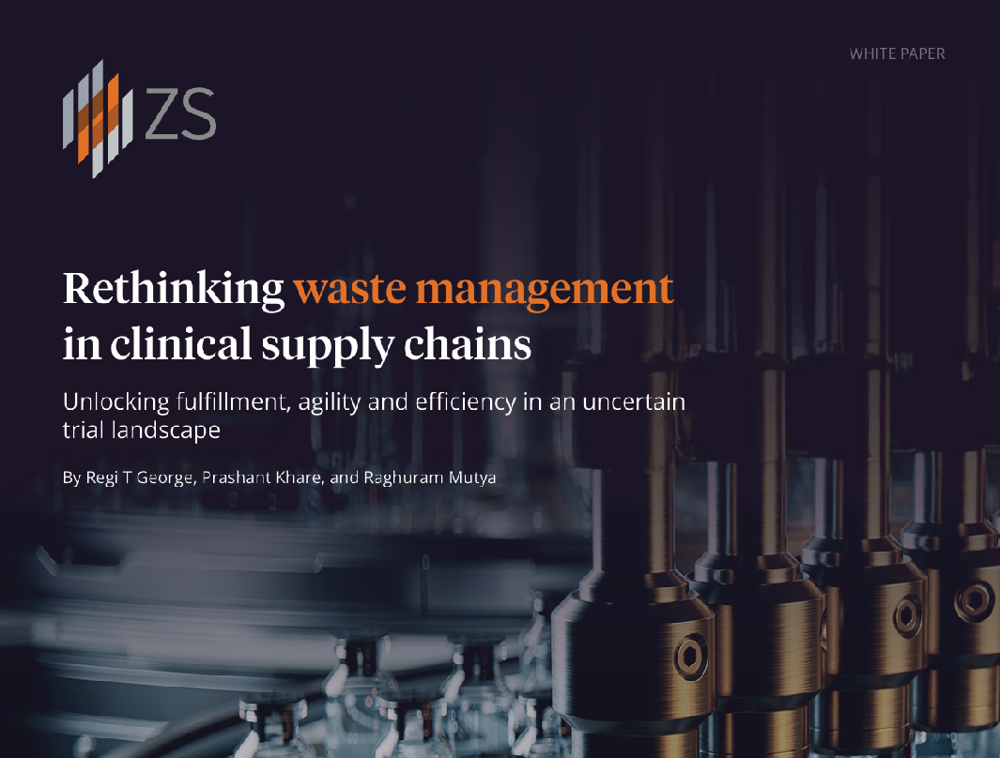 WHITE PAPER
ZS
Rethinking waste management
in clinical supply chains
Unlocking fulfillment, agility and efficiency in an uncertain
trial landscape
By Regi T George, Prashant Khare, and Raghuram Mutya